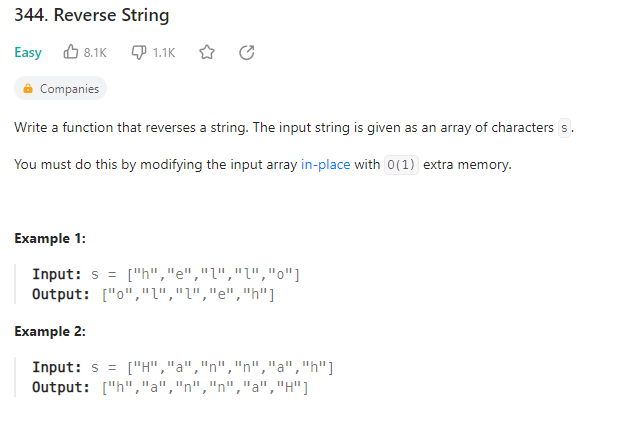 344. Reverse String
Easy 8.1K 1.1K
Companies
Write a function that reverses a string. The input string is given as an array of characters s.
You must do this by modifying the input array in-place with O(1) extra memory.
Example 1:
Input: s = ["h","e","l","l","o"]
Output: ["o","l","l","e","h"]
Example 2:
Input: s = ["H","a","n","n","a","h"]
Output: ["h","a","n","n","a","H"]